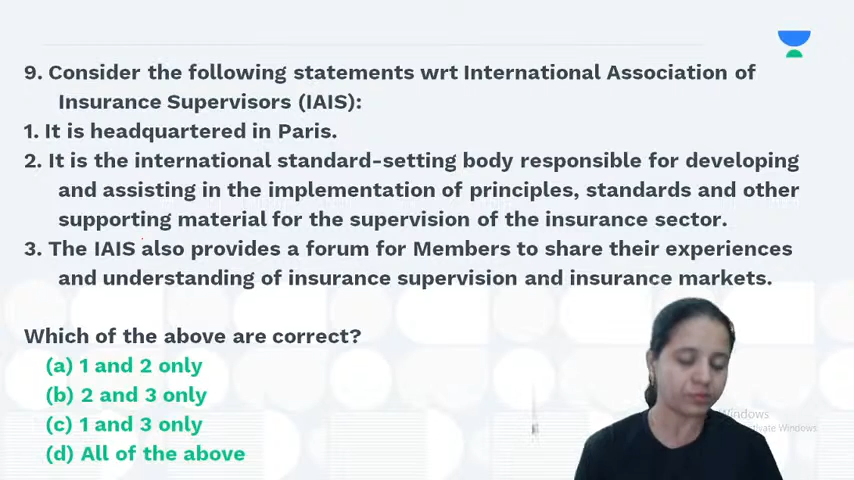 9. Consider the following statements wrt International Association of
Insurance Supervisors (IAIS):
1. It is headquartered in Paris.
2. It is the international standard-setting body responsible for developing
and assisting in the implementation of principles, standards and other
supporting material for the supervision of the insurance sector.
3. The IAIS also provides a forum for Members to share their experiences
and understanding of insurance supervision and insurance markets.
Which of the above are correct?
(a) 1 and 2 only
(b) 2 and 3 only
(c) 1 and 3 only
(d) All of the above
Windows
Windows